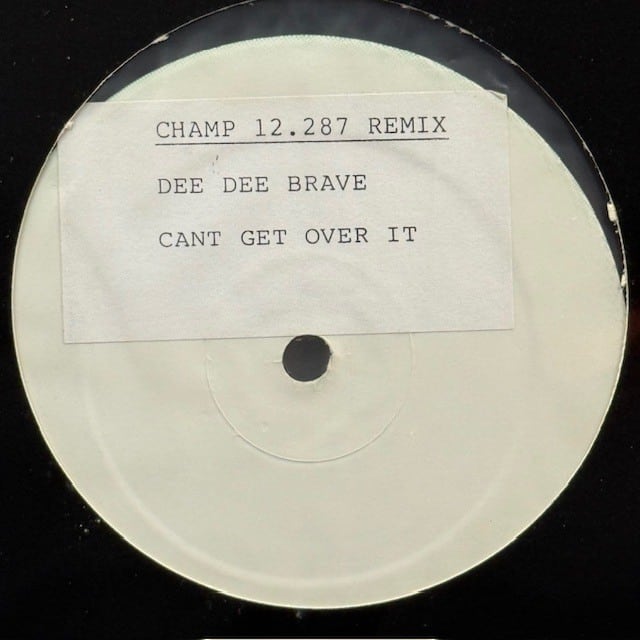 CHAMP 12.287 REMIX
DEE DEE BRAVE
CANT GET OVER IT